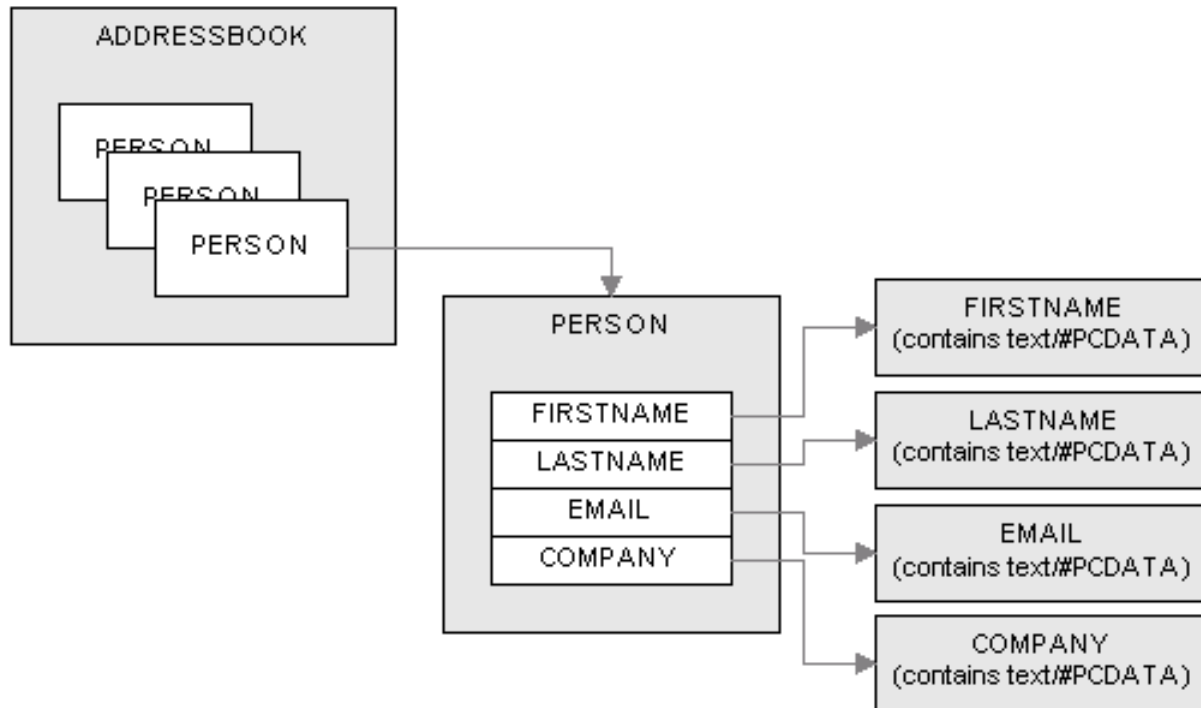 ADDRESSBOOK
PERSON
PERSON
PERSON
PERSON
FIRSTNAME
LASTNAME
EMAIL
COMPANY
FIRSTNAME
(contains text/#PCDATA)
LASTNAME
(contains text/#PCDATA)
EMAIL
(contains text/#PCDATA)
COMPANY
(contains text/#PCDATA)